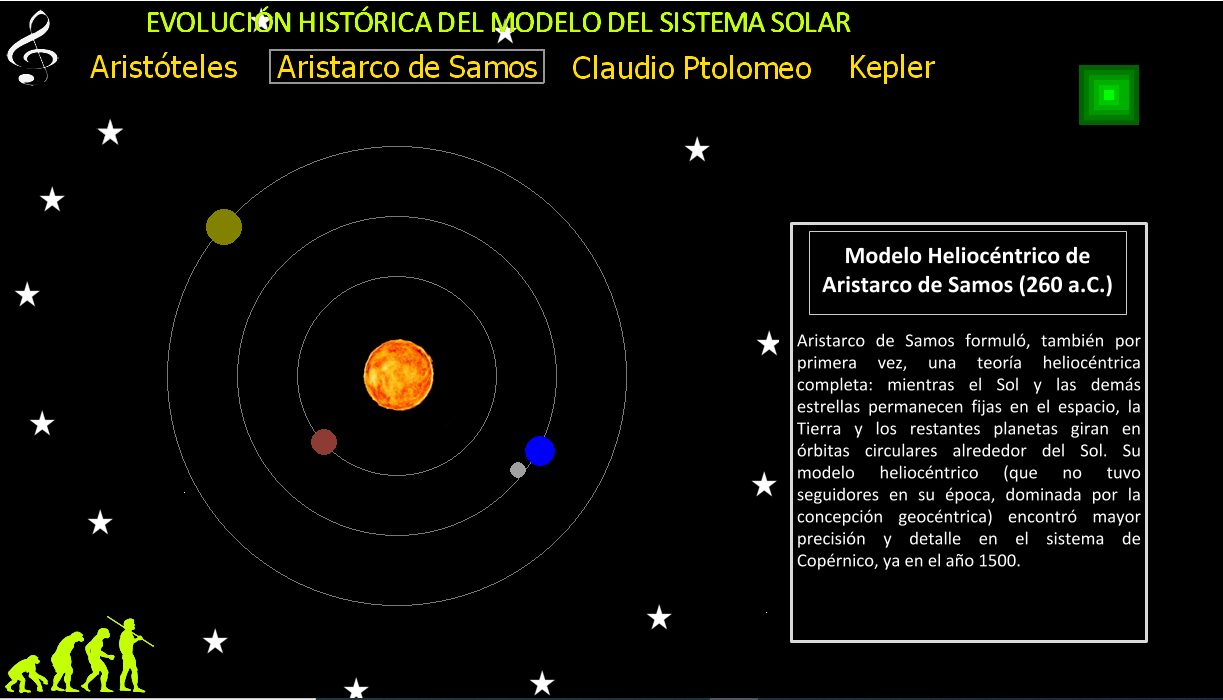 EVOLUCIÓN HISTÓRICA DEL MODELO DEL SISTEMA SOLAR
Aristóteles Aristarco de Samos Claudio Ptolomeo Kepler
Modelo Heliocéntrico de
Aristarco de Samos (260 a.C.)
Aristarco de Samos formuló, también por
primera vez, una teoría heliocéntrica
completa: mientras el Sol y las demás
estrellas permanecen fijas en el espacio, la
Tierra y los restantes planetas giran en
órbitas circulares alrededor del Sol. Su
modelo heliocéntrico (que no tuvo
seguidores en su época, dominada por la
concepción geocéntrica) encontró mayor
precisión y detalle en el sistema de
Copérnico, ya en el año 1500.